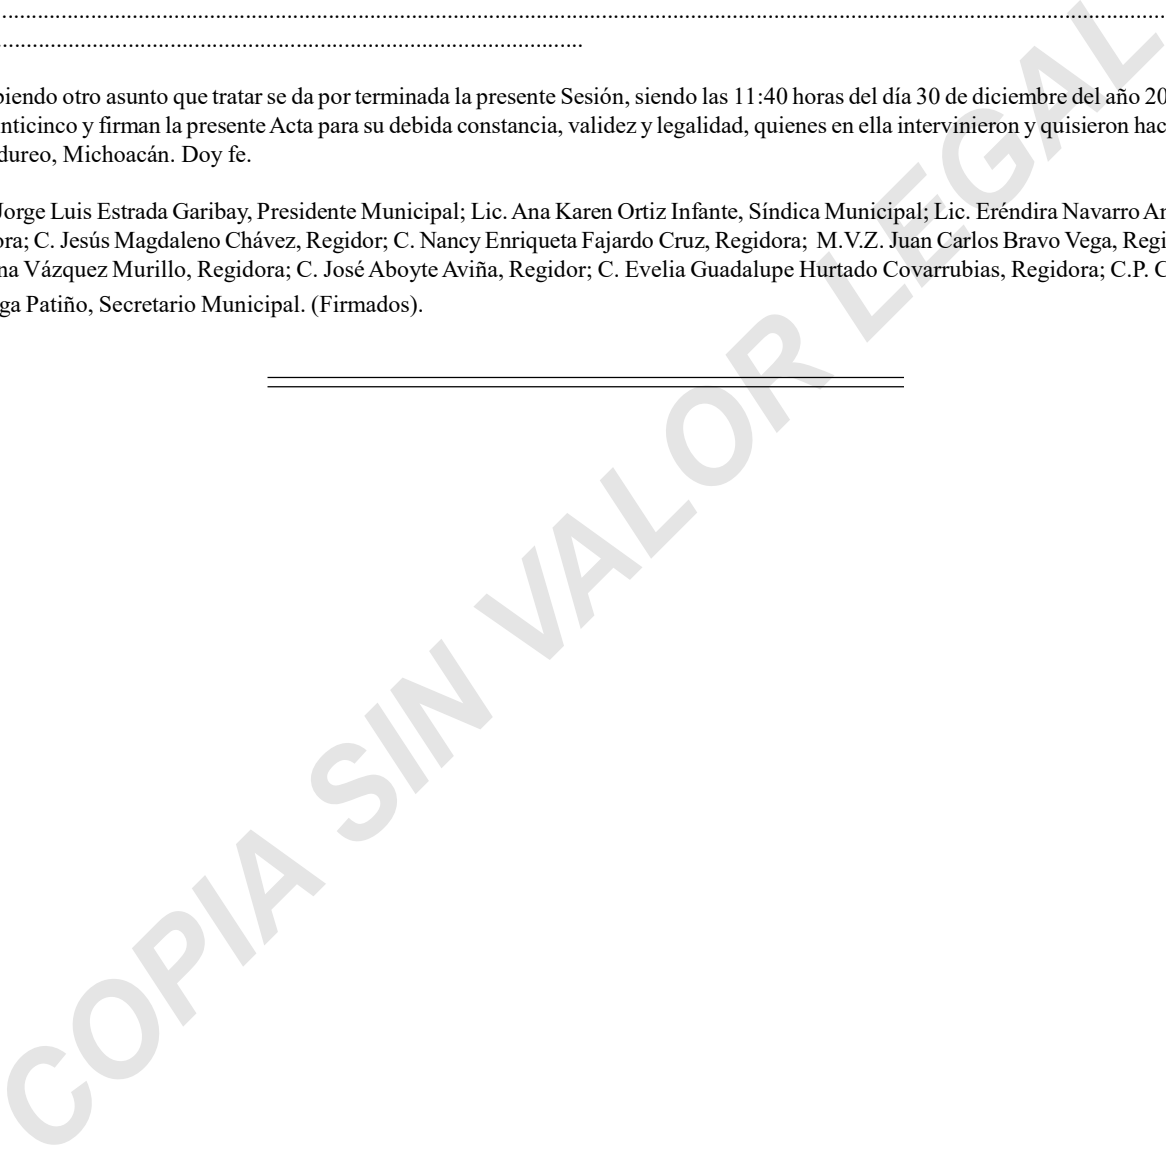 ..........................................................................................................................................................................................................
....................................................................................................
biendo otro asunto que tratar se da por terminada la presente Sesión, siendo las 11:40 horas del día 30 de diciembre del año 20
nticinco y firman la presente Acta para su debida constancia, validez y legalidad, quienes en ella intervinieron y quisieron hac
dureo, Michoacán. Doy fe.
Jorge Luis Estrada Garibay, Presidente Municipal; Lic. Ana Karen Ortiz Infante, Síndica Municipal; Lic. Eréndira Navarro An
ora; C. Jesús Magdaleno Chávez, Regidor; C. Nancy Enriqueta Fajardo Cruz, Regidora; M.V.Z. Juan Carlos Bravo Vega, Regi
na Vázquez Murillo, Regidora; C. José Aboyte Aviña, Regidor; C. Evelia Guadalupe Hurtado Covarrubias, Regidora; C.P. C
ga Patiño, Secretario Municipal. (Firmados).
COPIA SIN VALOR LEGAL